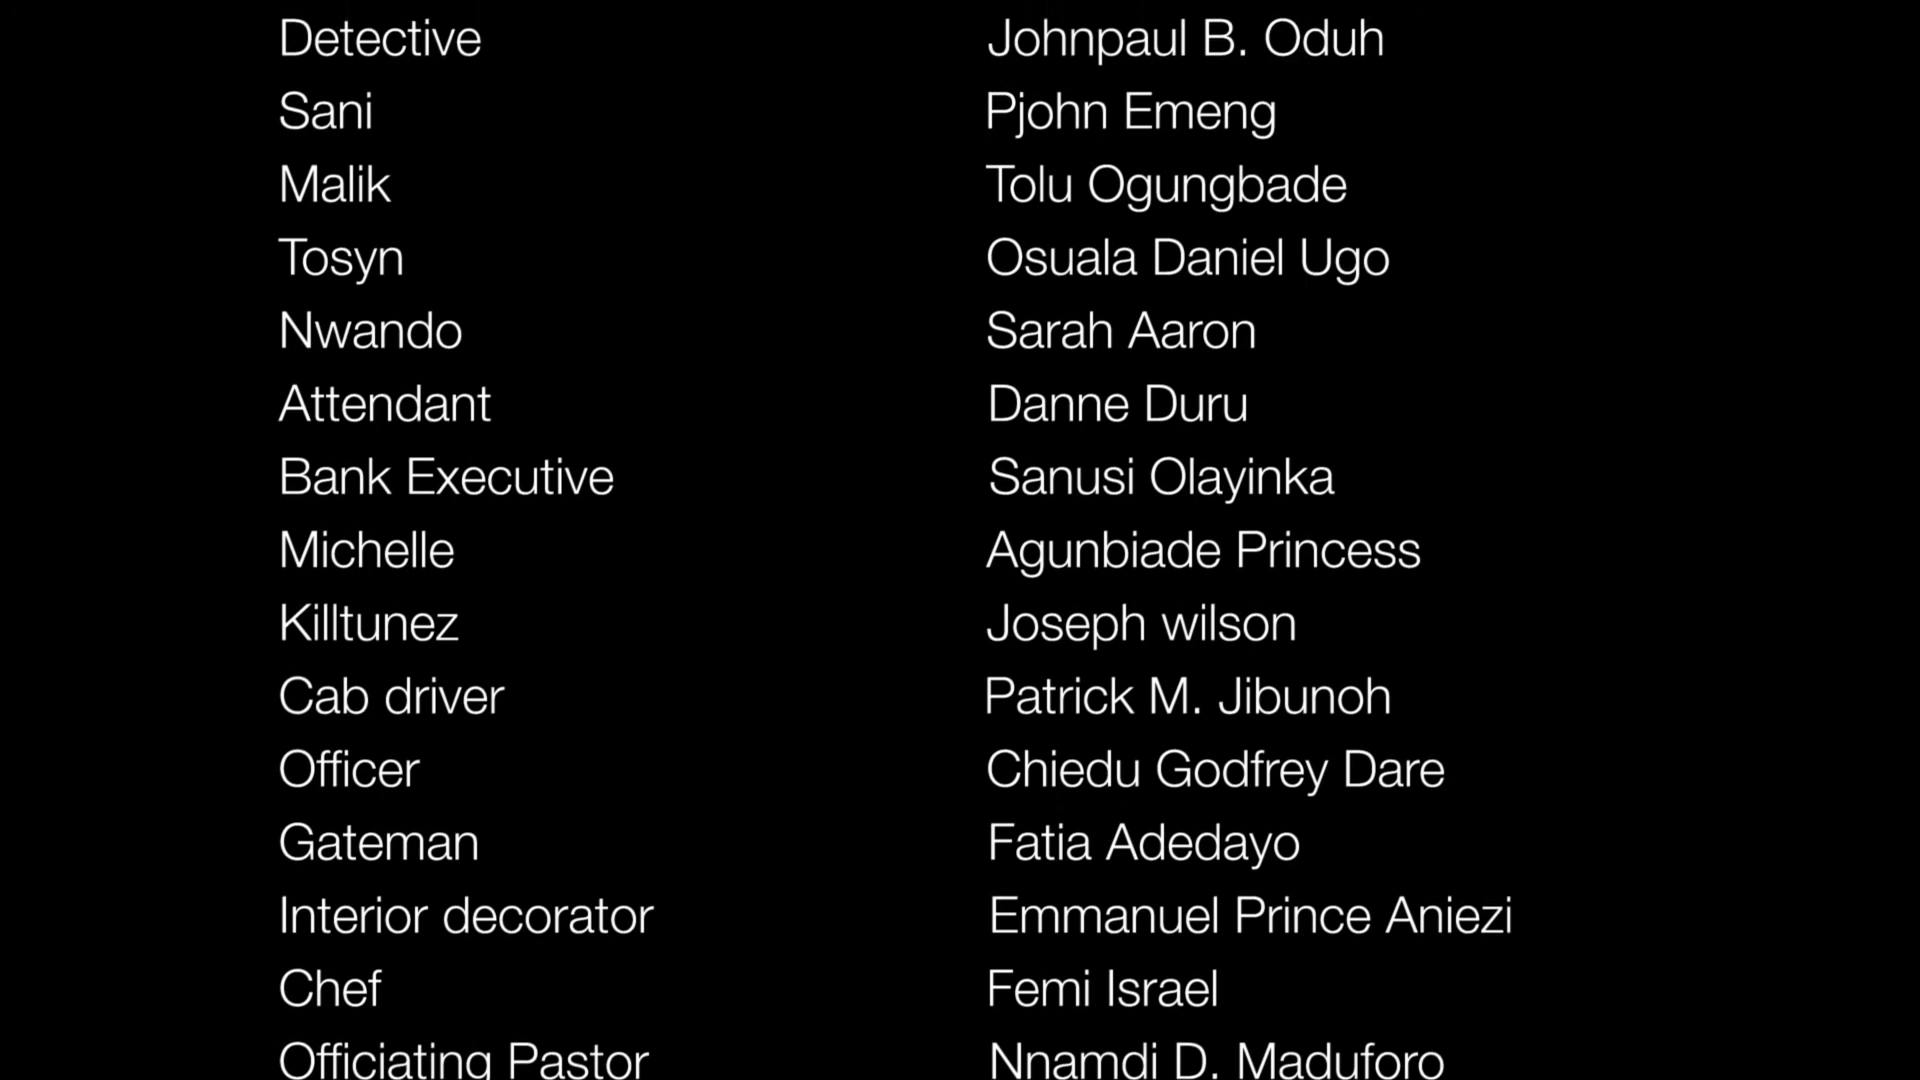 Detective Johnpaul B. Oduh
Sani Pjohn Emeng
Malik Tolu Ogungbade
Tosyn Osuala Daniel Ugo
Nwando Sarah Aaron
Attendant Danne Duru
Bank Executive Sanusi Olayinka
Michelle Agunbiade Princess
Killtunez Joseph wilson
Cab driver Patrick M. Jibunoh
Officer Chiedu Godfrey Dare
Gateman Fatia Adedayo
Interior decorator Emmanuel Prince Aniezi
Chef Femi Israel
Officiating Pastor Nnamdi D. Maduforo